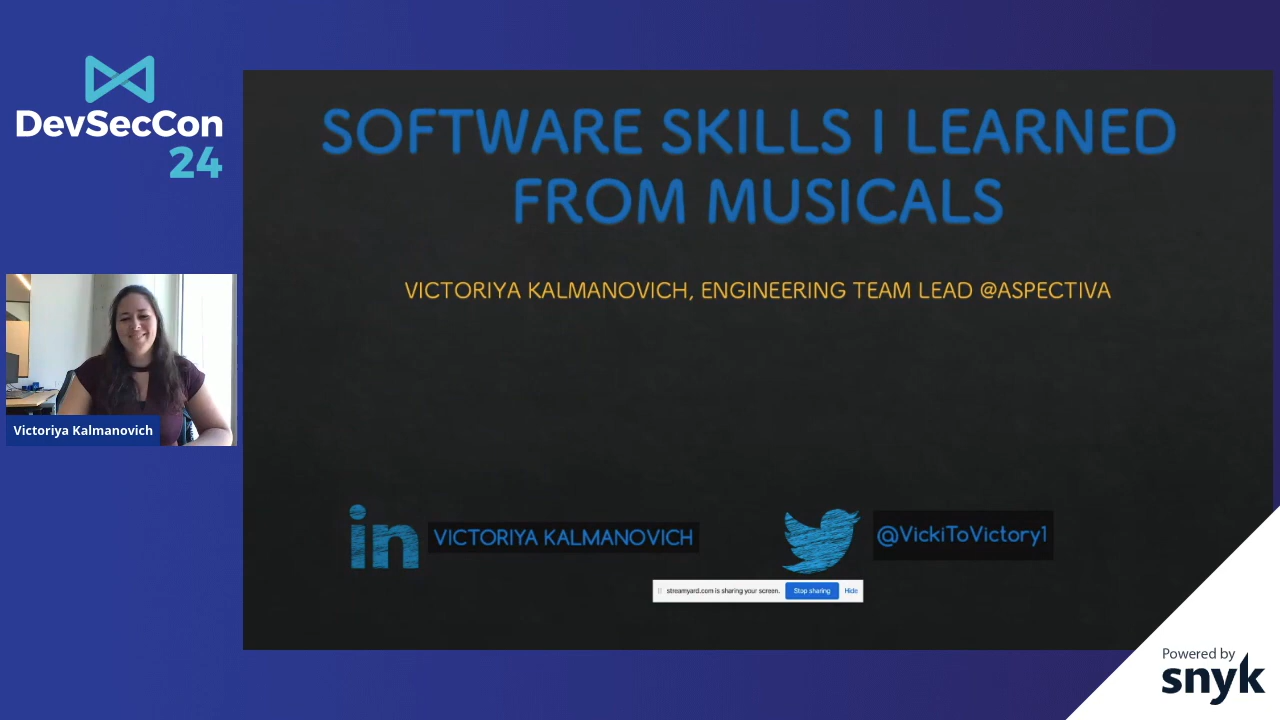 DevSecCon
24
SOFTWARE SKILLS I LEARNED
FROM MUSICALS
VICTORIYA KALMANOVICH, ENGINEERING TEAM LEAD @ASPECTIVA
Victoriya Kalmanovich
in VICTORIYA KALMANOVICH
@VickiToVictory1
streamyard.com is sharing your screen. Stop sharing Hide
Powered by
snyk